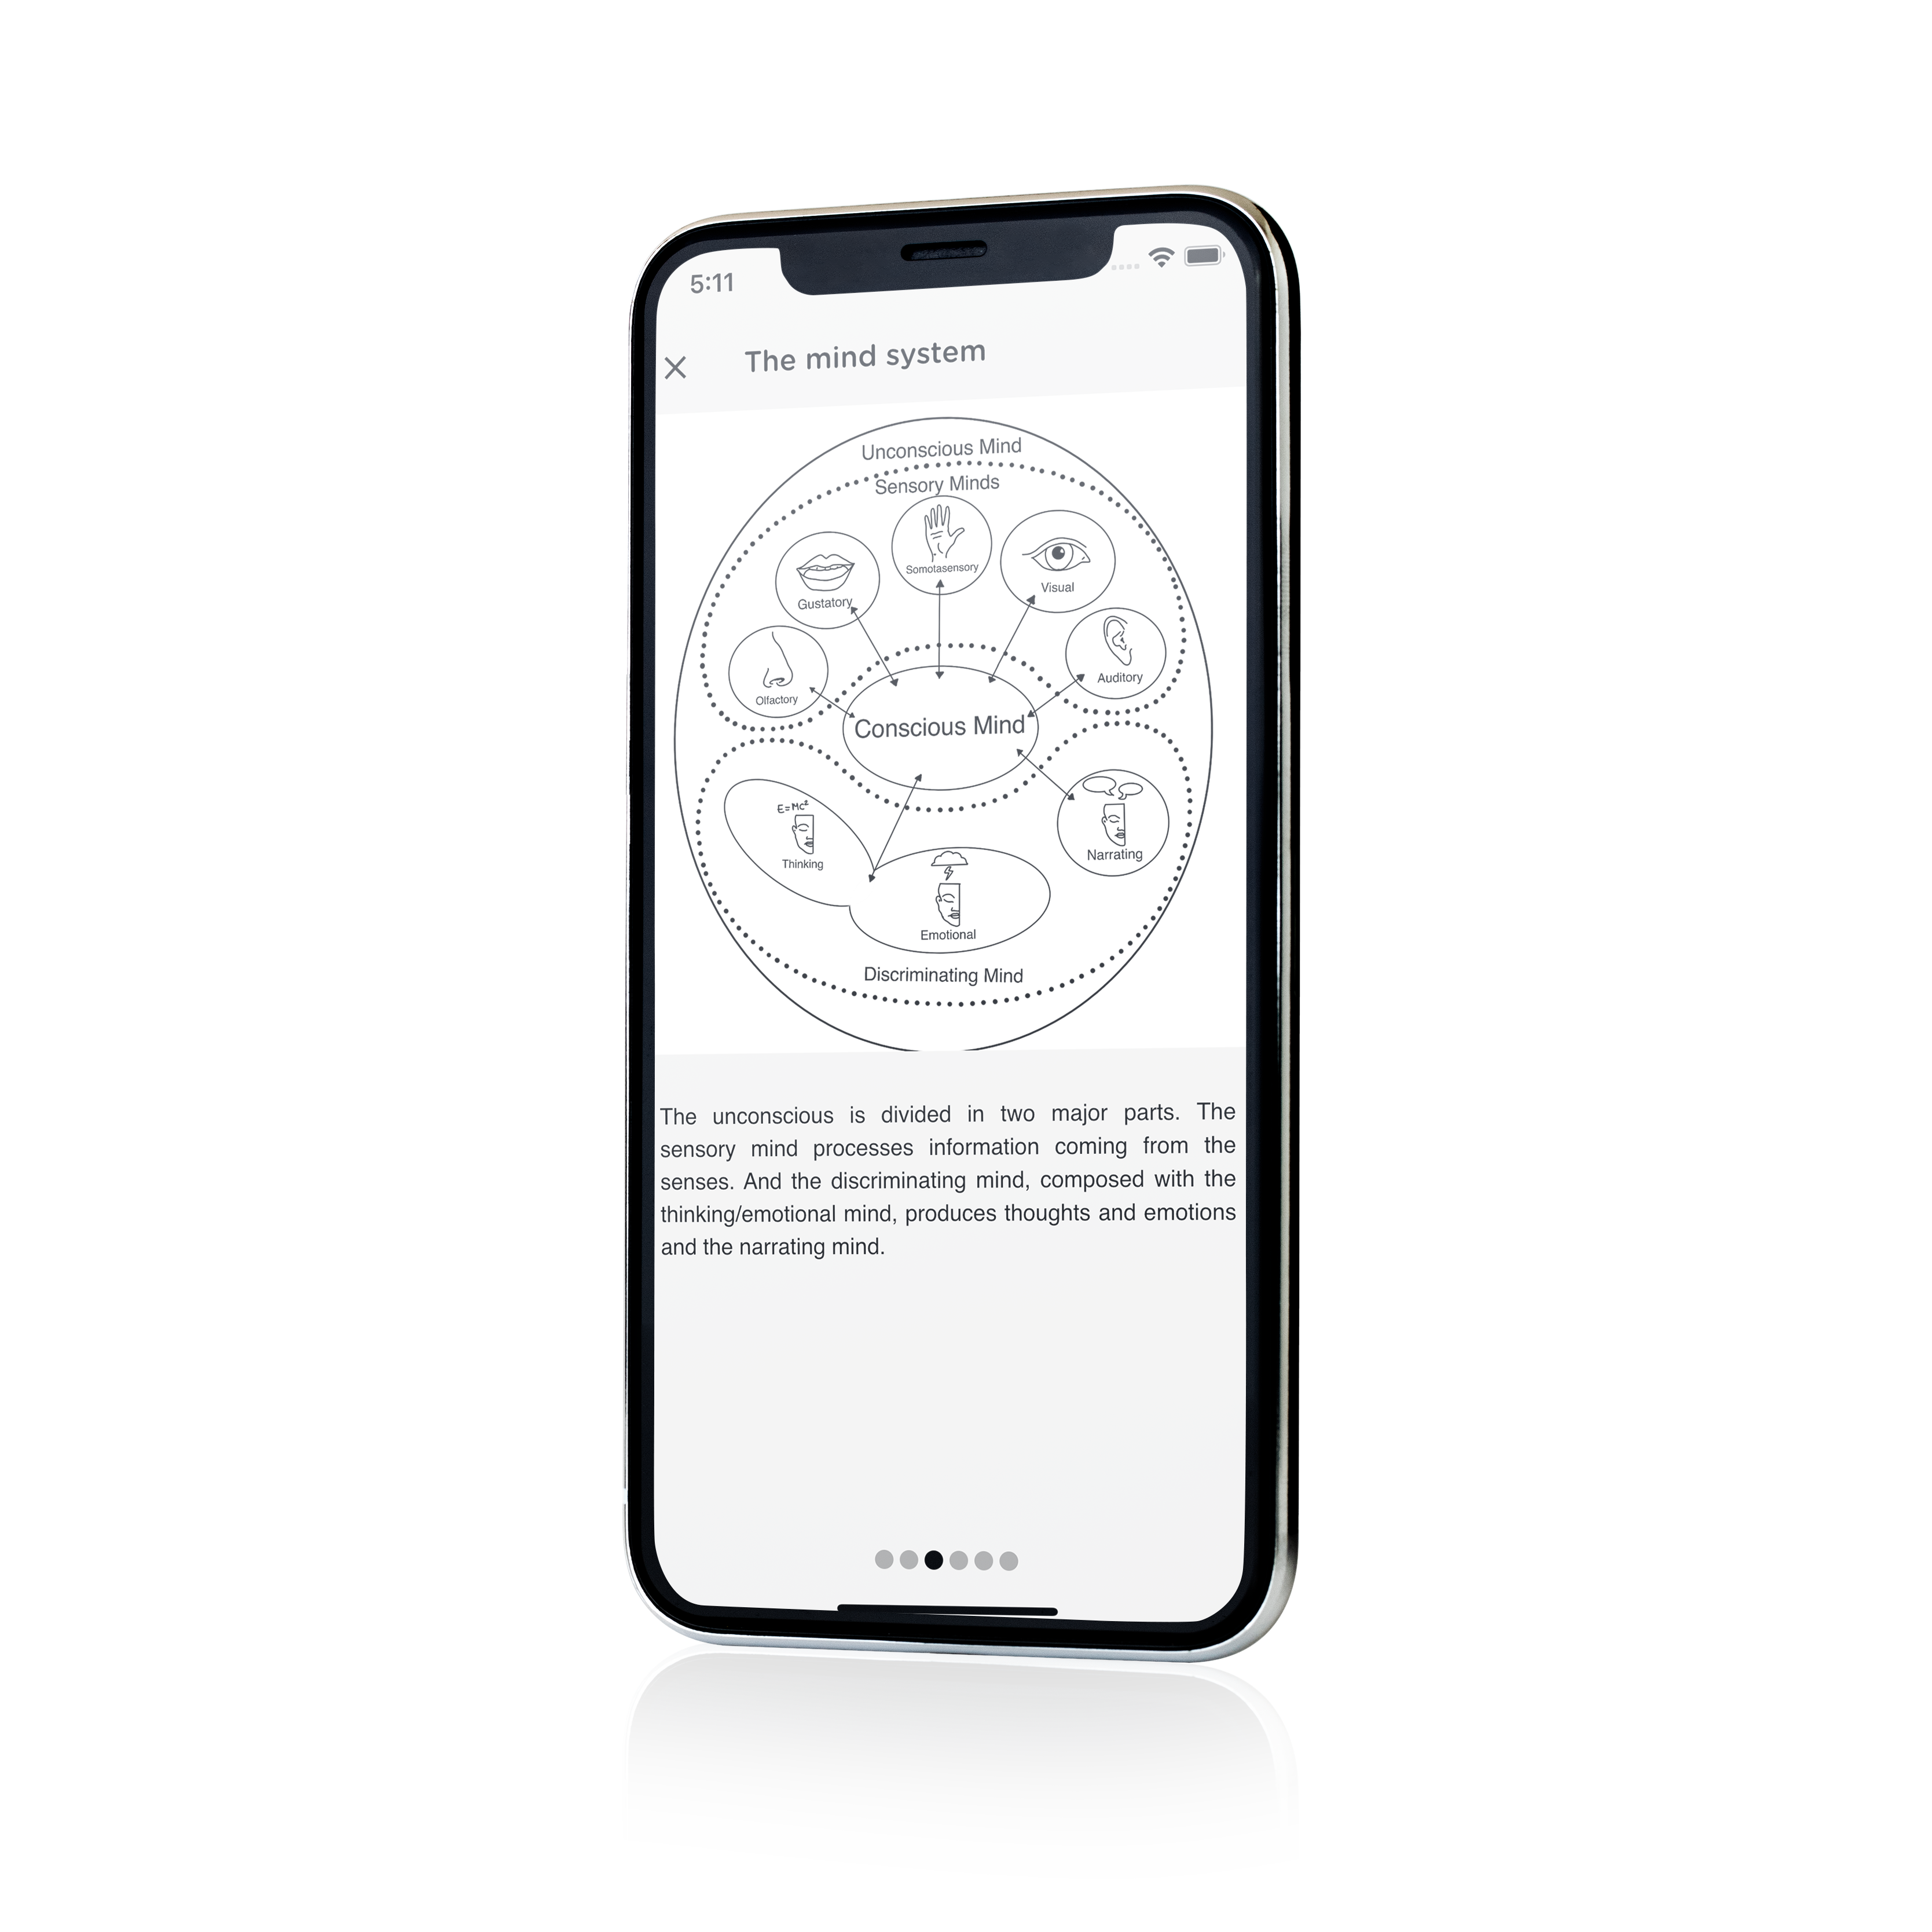 5:11
The mind system
Unconscious Mind
Sensory Minds
Somotasensory
Visual
Gustatory
Auditory
Olfactory
Conscious Mind
E=Mc²
Thinking
Narrating
Emotional
Discriminating Mind
The unconscious is divided in two major parts. The
sensory mind processes information coming from the
senses. And the discriminating mind, composed with the
thinking/emotional mind, produces thoughts and emotions
and the narrating mind.